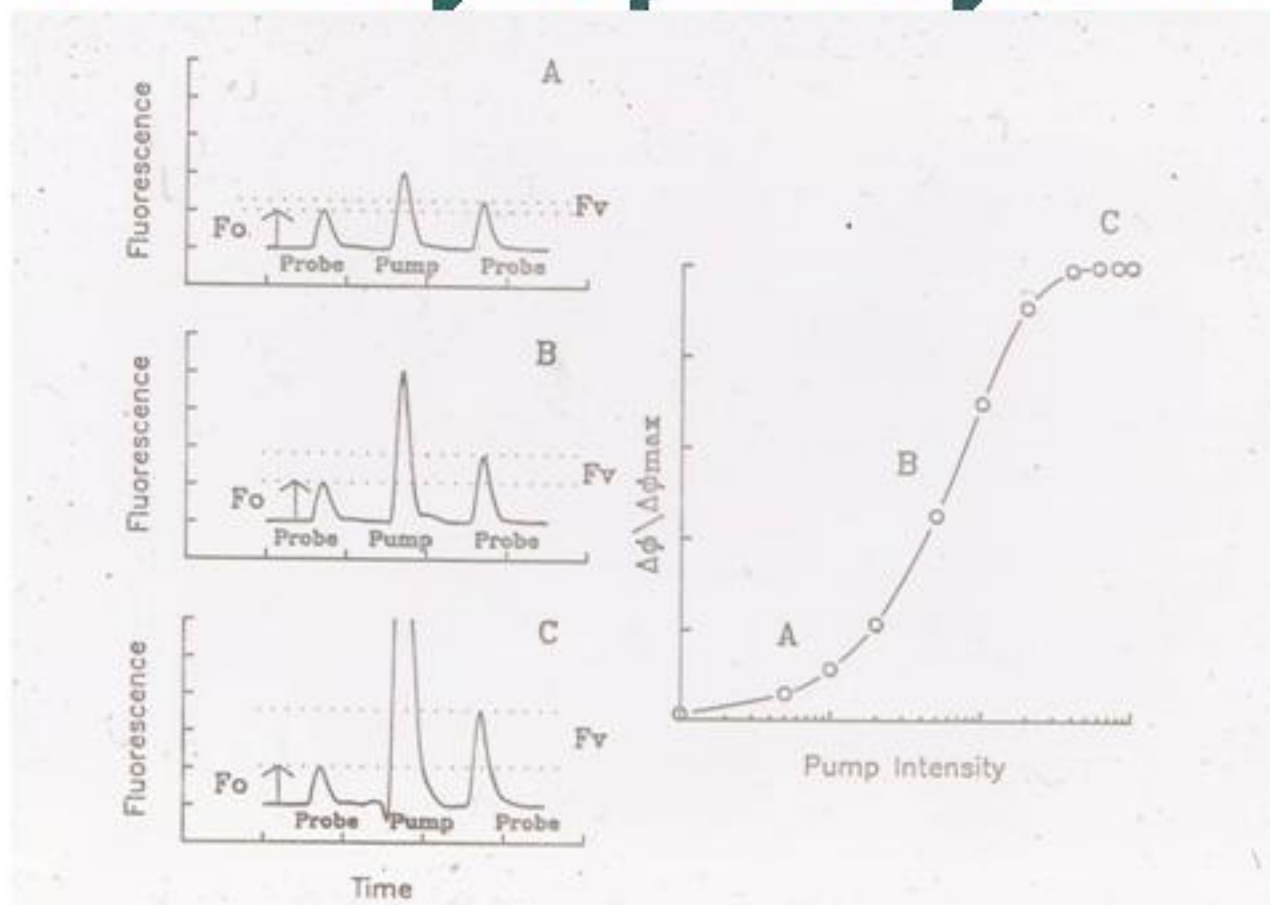 A
Fluorescence
Fo
Fv
Probe Pump Probe
B
Fluorescence
Fo
Fv
Probe Pump Probe
C
Fluorescence
Fo
Fv
Probe Pump Probe
Time
C
B
A
Δϕ\Δϕmax
Pump Intensity